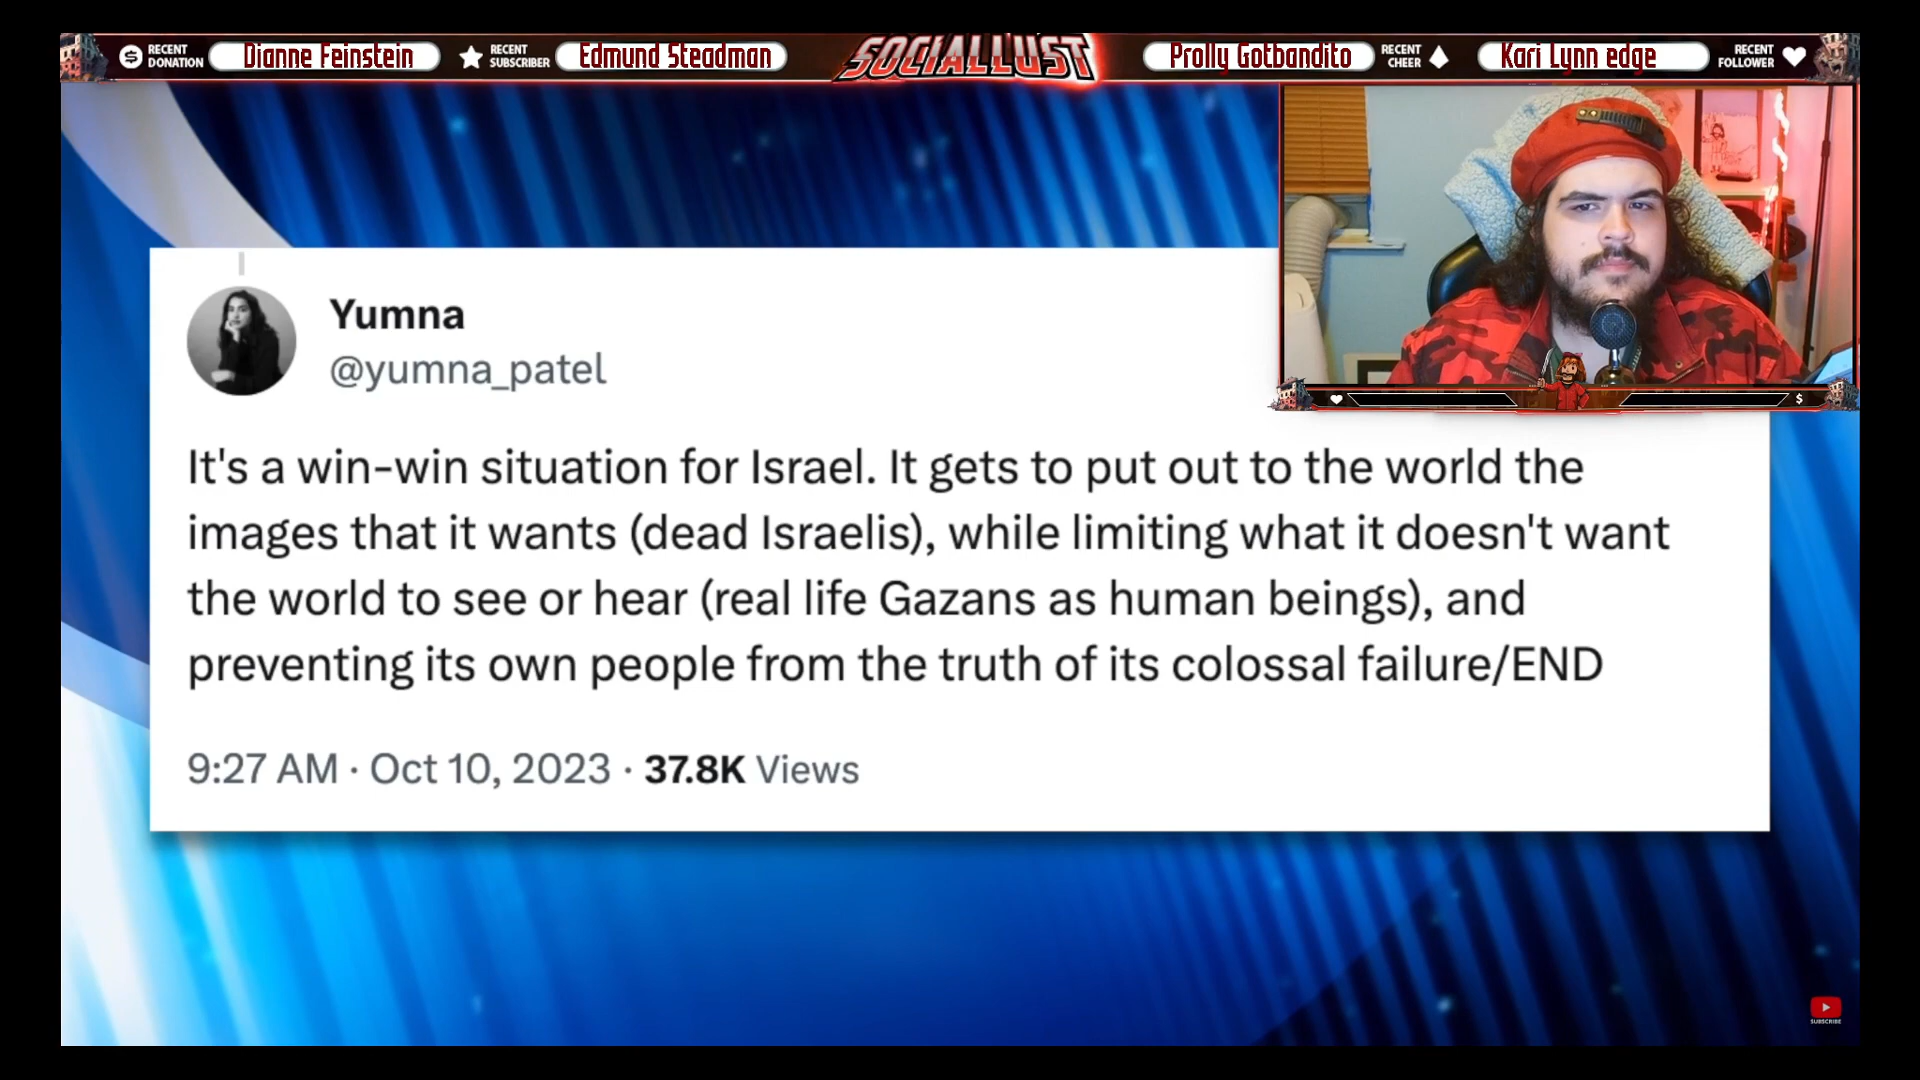 RECENT DONATION
Dianne Feinstein
RECENT SUBSCRIBER
Edmund Steadman
SOCIALLUST
Prolly Gotbandito
RECENT CHEER
Kari Lynn edge
RECENT FOLLOWER
Yumna
@yumna_patel
It's a win-win situation for Israel. It gets to put out to the world the
images that it wants (dead Israelis), while limiting what it doesn't want
the world to see or hear (real life Gazans as human beings), and
preventing its own people from the truth of its colossal failure/END
9:27 AM · Oct 10, 2023 · 37.8K Views
SUBSCRIBE